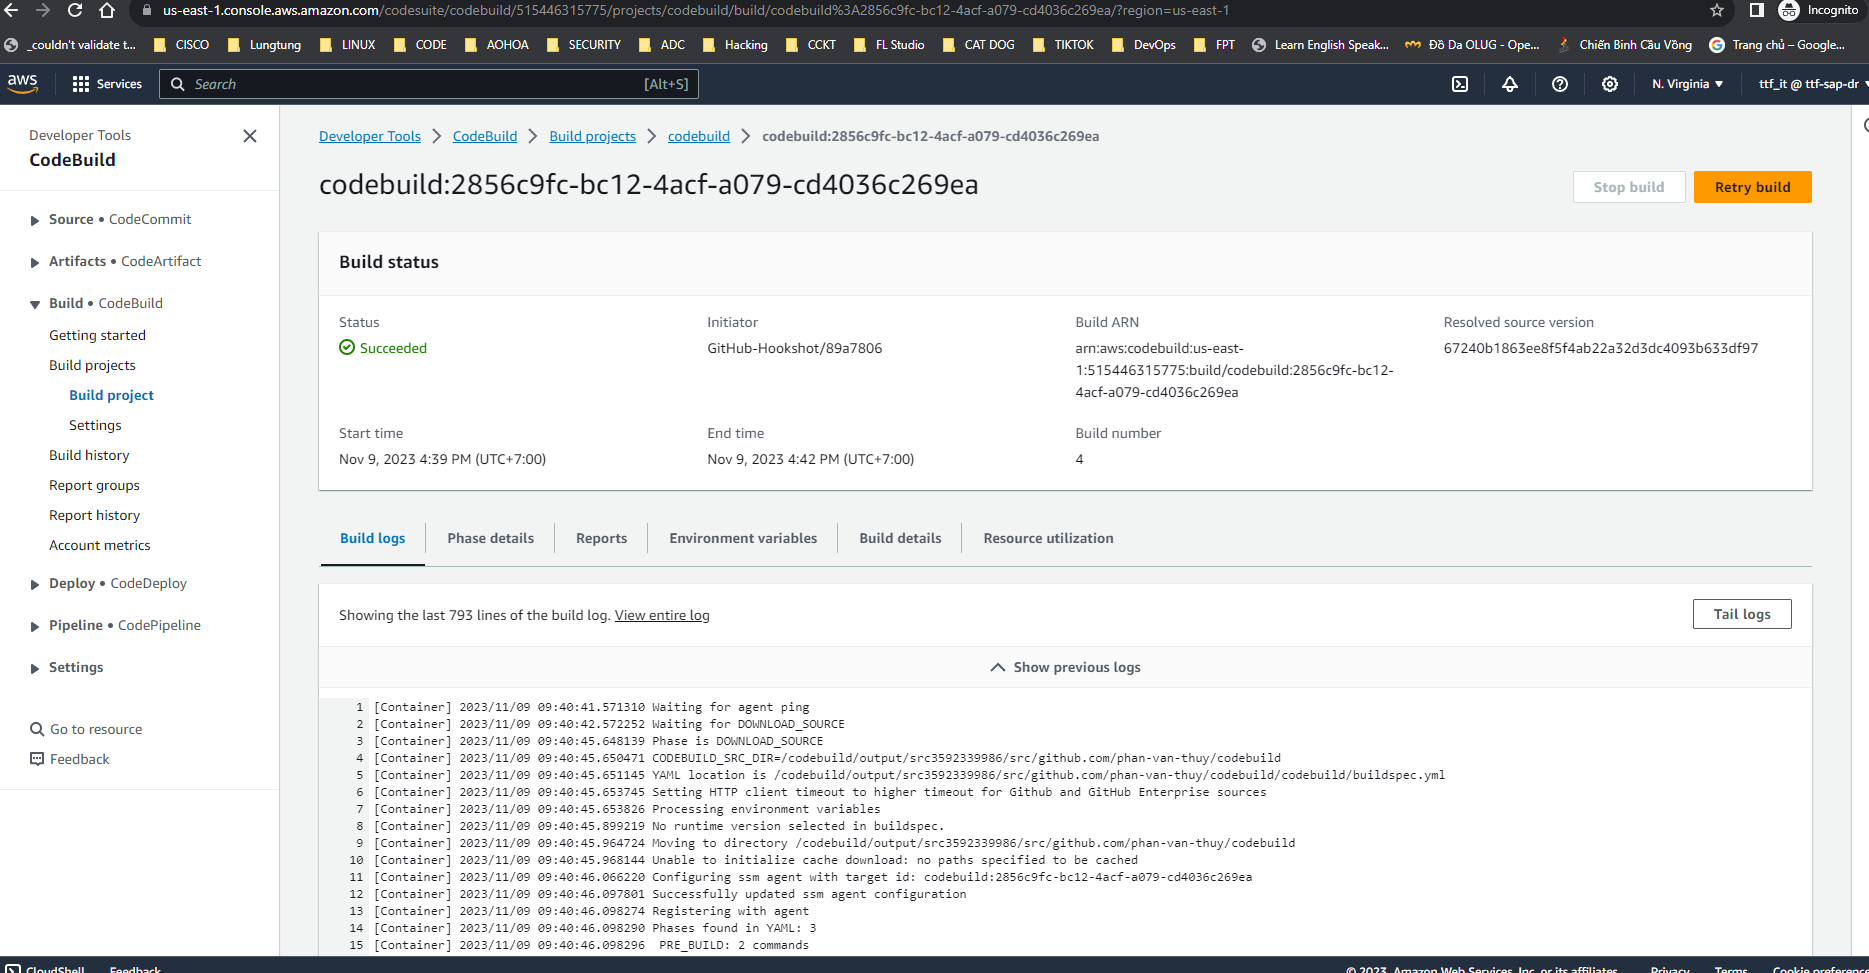 us-east-1.console.aws.amazon.com/codesuite/codebuild/515446315775/projects/codebuild/build/codebuild%3A2856c9fc-bc12-4acf-a079-cd4036c269ea/?region=us-east-1
Incognito
_couldn't validate t...
CISCO
Lungtung
LINUX
CODE
AOHOA
SECURITY
ADC
Hacking
CCKT
FL Studio
CAT DOG
TIKTOK
DevOps
FPT
Learn English Speak...
Đồ Da OLUG - Ope...
Chiến Binh Cầu Vồng
Trang chủ – Google...
aws
Services
Search
[Alt+S]
N. Virginia
ttf_it @ ttf-sap-dr
Developer Tools
CodeBuild
Source • CodeCommit
Artifacts • CodeArtifact
Build • CodeBuild
Getting started
Build projects
Build project
Settings
Build history
Report groups
Report history
Account metrics
Deploy • CodeDeploy
Pipeline • CodePipeline
Settings
Go to resource
Feedback
Developer Tools
CodeBuild
Build projects
codebuild
codebuild:2856c9fc-bc12-4acf-a079-cd4036c269ea
codebuild:2856c9fc-bc12-4acf-a079-cd4036c269ea
Stop build
Retry build
Build status
Status
Succeeded
Initiator
GitHub-Hookshot/89a7806
Build ARN
arn:aws:codebuild:us-east-
1:515446315775:build/codebuild:2856c9fc-bc12-
4acf-a079-cd4036c269ea
Resolved source version
67240b1863ee8f5f4ab22a32d3dc4093b633df97
Start time
Nov 9, 2023 4:39 PM (UTC+7:00)
End time
Nov 9, 2023 4:42 PM (UTC+7:00)
Build number
4
Build logs
Phase details
Reports
Environment variables
Build details
Resource utilization
Showing the last 793 lines of the build log. View entire log
Tail logs
Show previous logs
1 [Container] 2023/11/09 09:40:41.571310 Waiting for agent ping
2 [Container] 2023/11/09 09:40:42.572252 Waiting for DOWNLOAD_SOURCE
3 [Container] 2023/11/09 09:40:45.648139 Phase is DOWNLOAD_SOURCE
4 [Container] 2023/11/09 09:40:45.650471 CODEBUILD_SRC_DIR=/codebuild/output/src3592339986/src/github.com/phan-van-thuy/codebuild
5 [Container] 2023/11/09 09:40:45.651145 YAML location is /codebuild/output/src3592339986/src/github.com/phan-van-thuy/codebuild/codebuild/buildspec.yml
6 [Container] 2023/11/09 09:40:45.653745 Setting HTTP client timeout to higher timeout for Github and GitHub Enterprise sources
7 [Container] 2023/11/09 09:40:45.653826 Processing environment variables
8 [Container] 2023/11/09 09:40:45.899219 No runtime version selected in buildspec.
9 [Container] 2023/11/09 09:40:45.964724 Moving to directory /codebuild/output/src3592339986/src/github.com/phan-van-thuy/codebuild
10 [Container] 2023/11/09 09:40:45.968144 Unable to initialize cache download: no paths specified to be cached
11 [Container] 2023/11/09 09:40:46.066220 Configuring ssm agent with target id: codebuild:2856c9fc-bc12-4acf-a079-cd4036c269ea
12 [Container] 2023/11/09 09:40:46.097801 Successfully updated ssm agent configuration
13 [Container] 2023/11/09 09:40:46.098274 Registering with agent
14 [Container] 2023/11/09 09:40:46.098290 Phases found in YAML: 3
15 [Container] 2023/11/09 09:40:46.098296 PRE_BUILD: 2 commands
CloudShell
Feedback
© 2023, Amazon Web Services, Inc. or its affiliates.
Privacy
Terms
Cookie preference